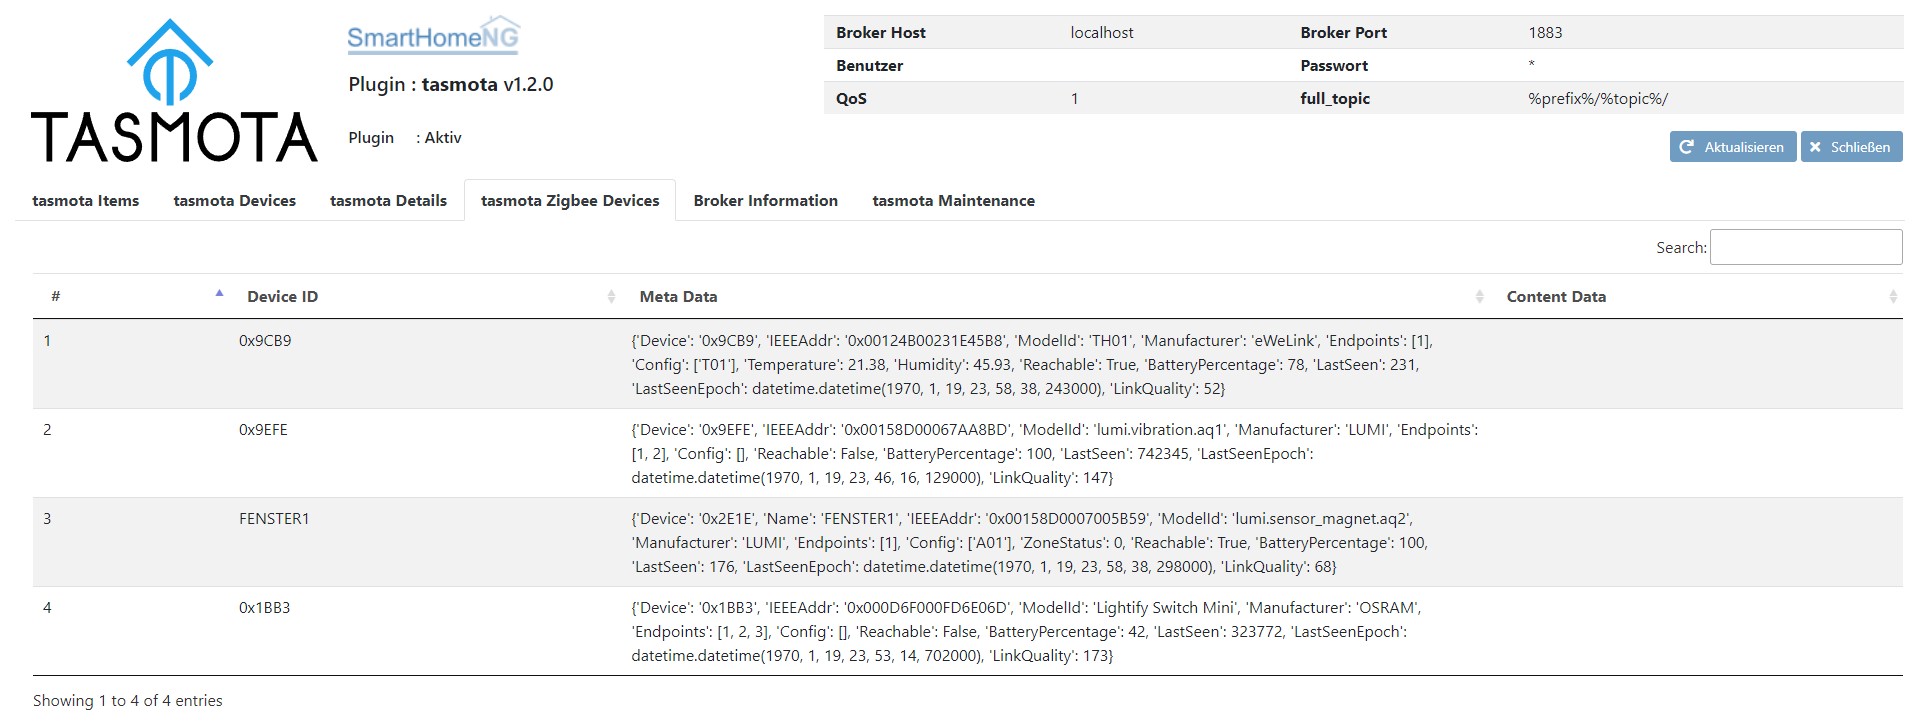 TASMOTA
SmartHomeNG
Plugin : tasmota v1.2.0
Plugin : Aktiv
Broker Host localhost Broker Port 1883
Benutzer Passwort *
QoS 1 full_topic %prefix%/%topic%/
Aktualisieren Schließen
tasmota Items tasmota Devices tasmota Details tasmota Zigbee Devices Broker Information tasmota Maintenance
Search:
# Device ID Meta Data Content Data
1 0x9CB9 {'Device': '0x9CB9', 'IEEEAddr': '0x00124B00231E45B8', 'ModelId': 'TH01', 'Manufacturer': 'eWeLink', 'Endpoints': [1],
'Config': ['T01'], 'Temperature': 21.38, 'Humidity': 45.93, 'Reachable': True, 'BatteryPercentage': 78, 'LastSeen': 231,
'LastSeenEpoch': datetime.datetime(1970, 1, 19, 23, 58, 38, 243000), 'LinkQuality': 52}
2 0x9EFE {'Device': '0x9EFE', 'IEEEAddr': '0x00158D00067AA8BD', 'ModelId': 'lumi.vibration.aq1', 'Manufacturer': 'LUMI', 'Endpoints':
[1, 2], 'Config': [], 'Reachable': False, 'BatteryPercentage': 100, 'LastSeen': 742345, 'LastSeenEpoch':
datetime.datetime(1970, 1, 19, 23, 46, 16, 129000), 'LinkQuality': 147}
3 FENSTER1 {'Device': '0x2E1E', 'Name': 'FENSTER1', 'IEEEAddr': '0x00158D0007005B59', 'ModelId': 'lumi.sensor_magnet.aq2',
'Manufacturer': 'LUMI', 'Endpoints': [1], 'Config': ['A01'], 'ZoneStatus': 0, 'Reachable': True, 'BatteryPercentage': 100,
'LastSeen': 176, 'LastSeenEpoch': datetime.datetime(1970, 1, 19, 23, 58, 38, 298000), 'LinkQuality': 68}
4 0x1BB3 {'Device': '0x1BB3', 'IEEEAddr': '0x000D6F000FD6E06D', 'ModelId': 'Lightify Switch Mini', 'Manufacturer': 'OSRAM',
'Endpoints': [1, 2, 3], 'Config': [], 'Reachable': False, 'BatteryPercentage': 42, 'LastSeen': 323772, 'LastSeenEpoch':
datetime.datetime(1970, 1, 19, 23, 53, 14, 702000), 'LinkQuality': 173}
Showing 1 to 4 of 4 entries